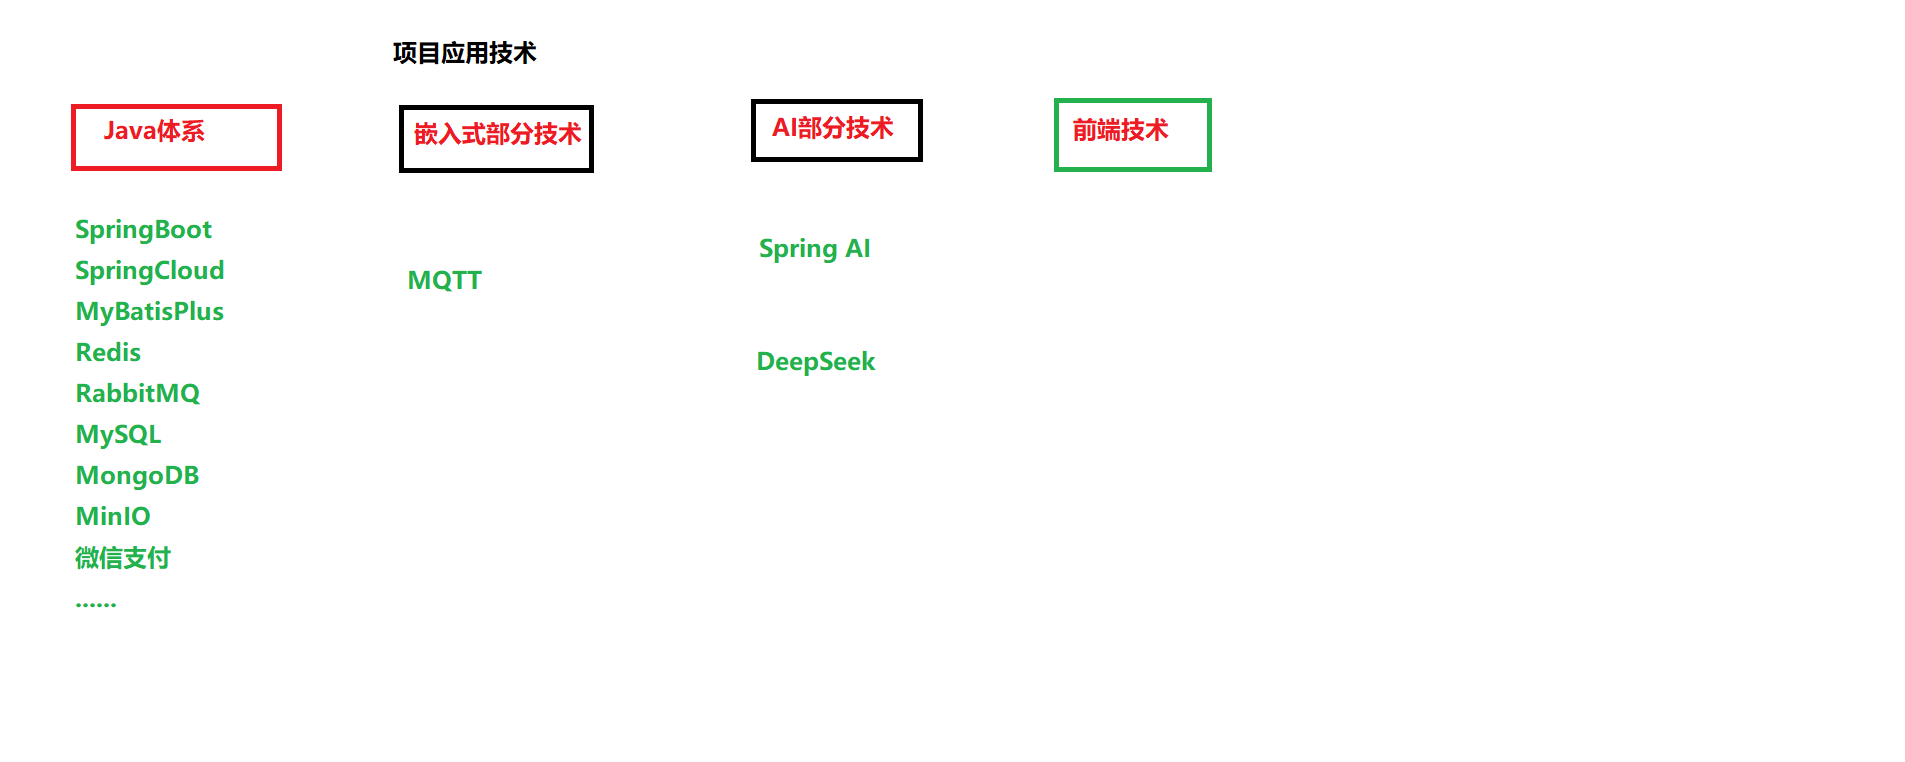 项目应用技术
Java体系
嵌入式部分技术
AI部分技术
前端技术
SpringBoot
SpringCloud
MyBatisPlus
Redis
RabbitMQ
MySQL
MongoDB
MinIO
微信支付
......
MQTT
Spring AI
DeepSeek